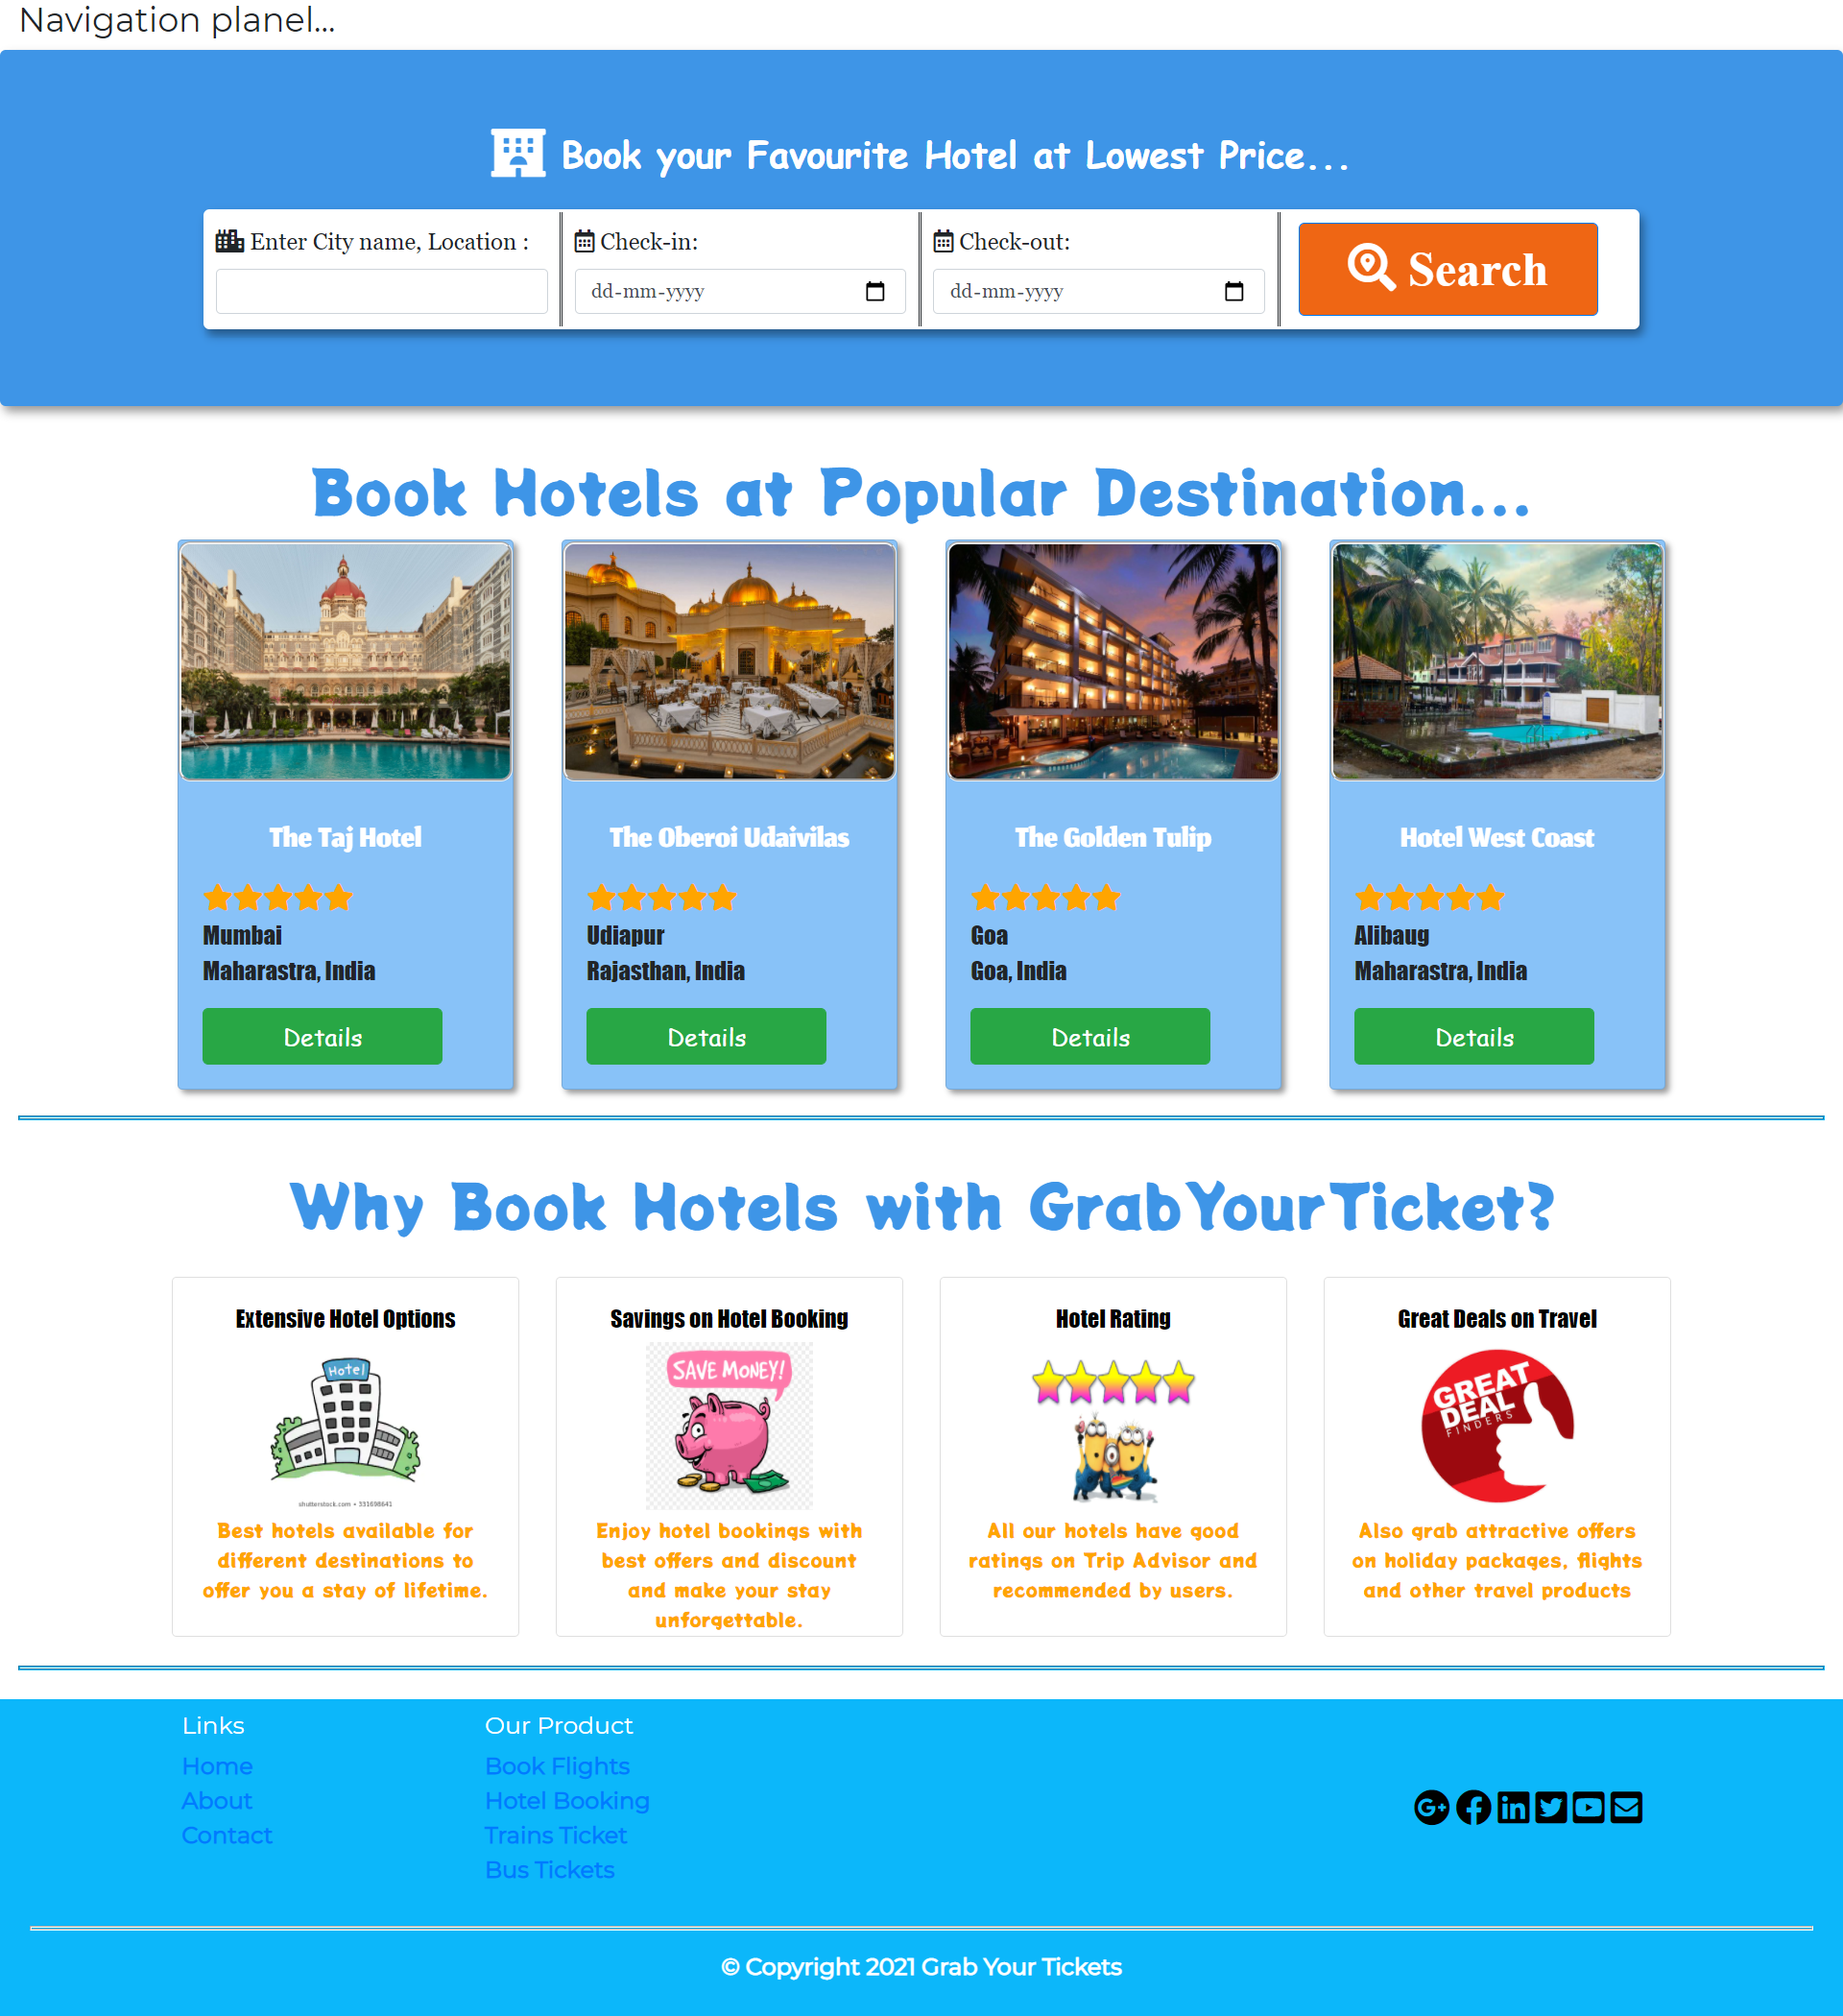 Navigation planel...
Book your Favourite Hotel at Lowest Price...
Enter City name, Location :
Check-in:
Check-out:
dd-mm-yyyy
dd-mm-yyyy
Search
Book Hotels at Popular Destination...
The Taj Hotel
Mumbai
Maharastra, India
Details
The Oberoi Udaivilas
Udiapur
Rajasthan, India
Details
The Golden Tulip
Goa
Goa, India
Details
Hotel West Coast
Alibaug
Maharastra, India
Details
Why Book Hotels with GrabYourTicket?
Extensive Hotel Options
Hotel
shutterstock.com • 331698641
Best hotels available for
different destinations to
offer you a stay of lifetime.
Savings on Hotel Booking
SAVE MONEY!
Enjoy hotel bookings with
best offers and discount
and make your stay
unforgettable.
Hotel Rating
All our hotels have good
ratings on Trip Advisor and
recommended by users.
Great Deals on Travel
GREAT
DEAL
FINDERS
Also grab attractive offers
on holiday packages, flights
and other travel products
Links
Home
About
Contact
Our Product
Book Flights
Hotel Booking
Trains Ticket
Bus Tickets
© Copyright 2021 Grab Your Tickets